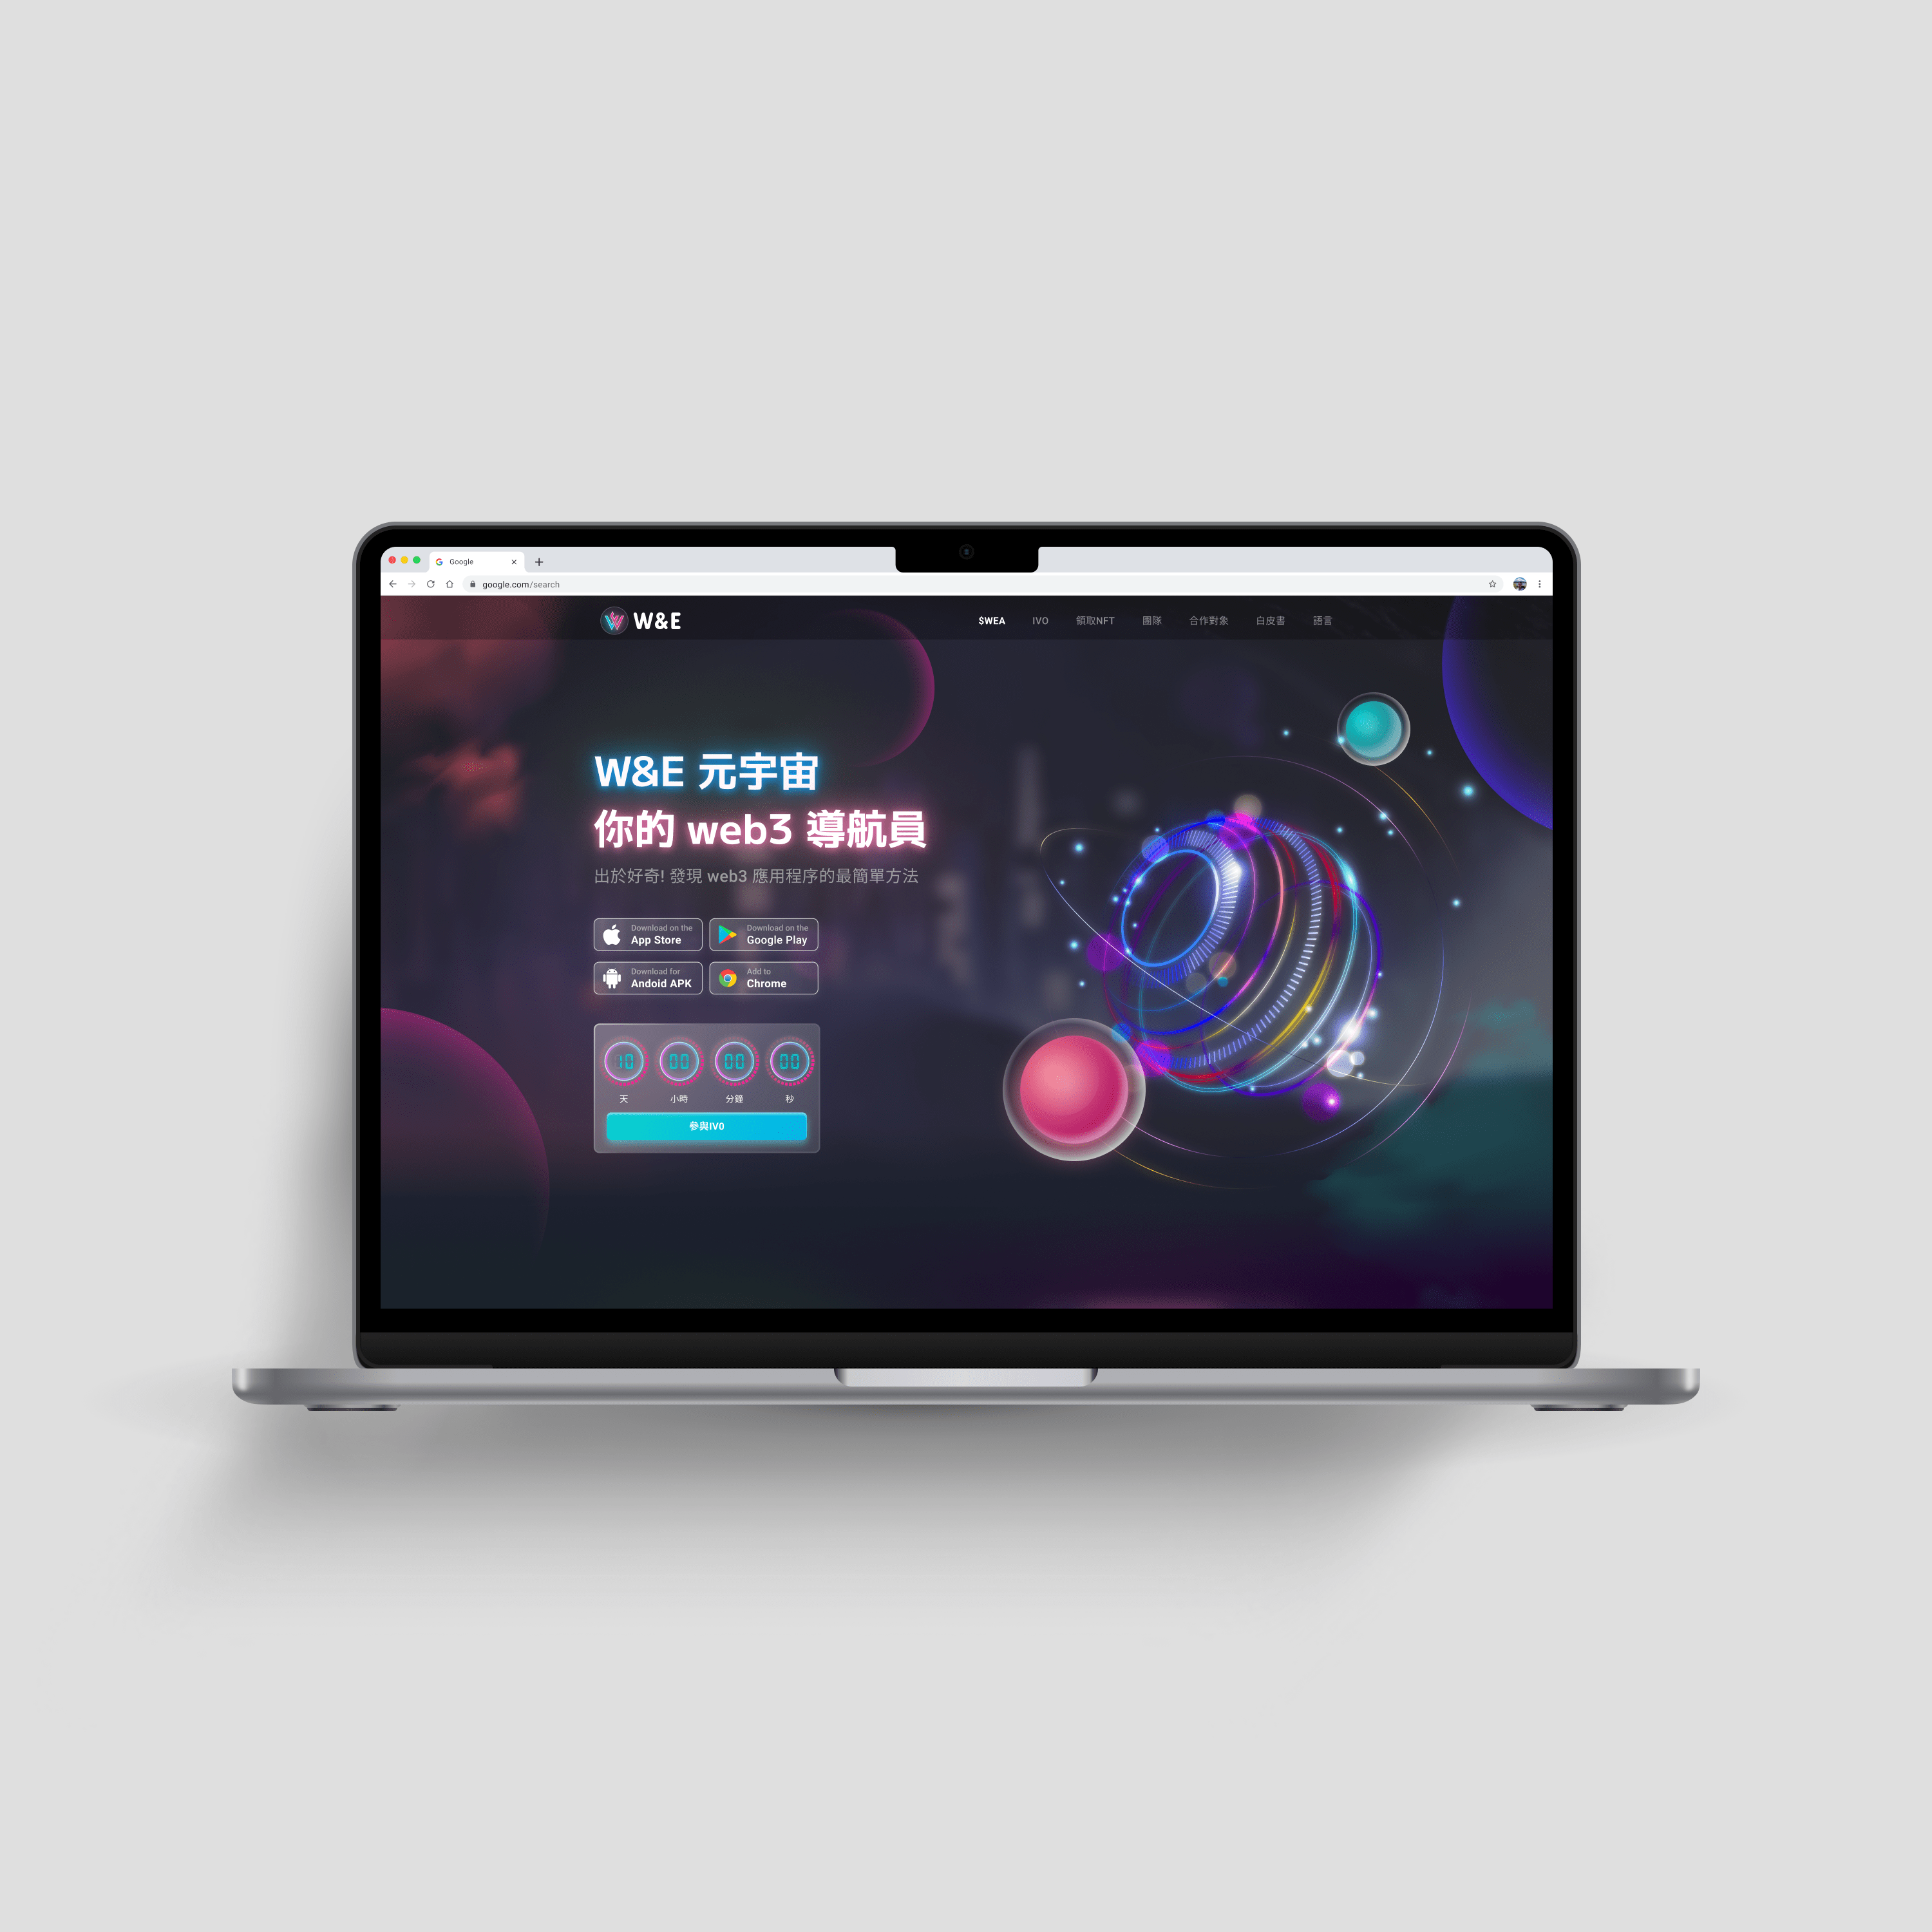 Google
google.com/search
W&E
$WEA IVO 領取NFT 團隊 合作對象 白皮書 語言
W&E 元宇宙
你的 web3 導航員
出於好奇! 發現 web3 應用程序的最簡單方法
Download on the
App Store
Download on the
Google Play
Download for
Andoid APK
Add to
Chrome
10 00 00 00
天 小時 分鐘 秒
參與IVO